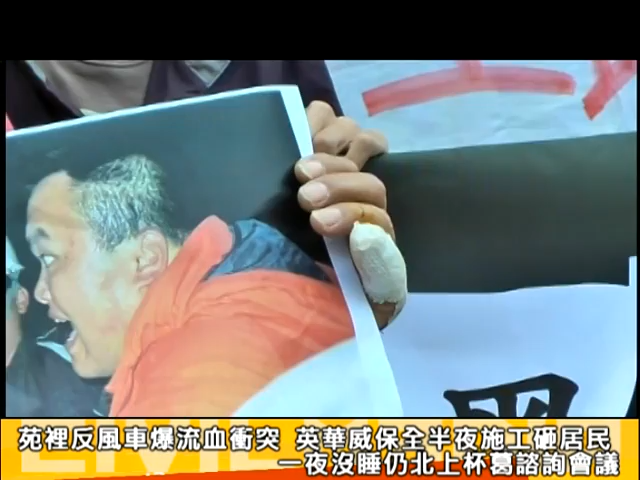 苑裡反風車爆流血衝突 英華威保全半夜施工砸居民
一夜沒睡仍北上杯葛諮詢會議